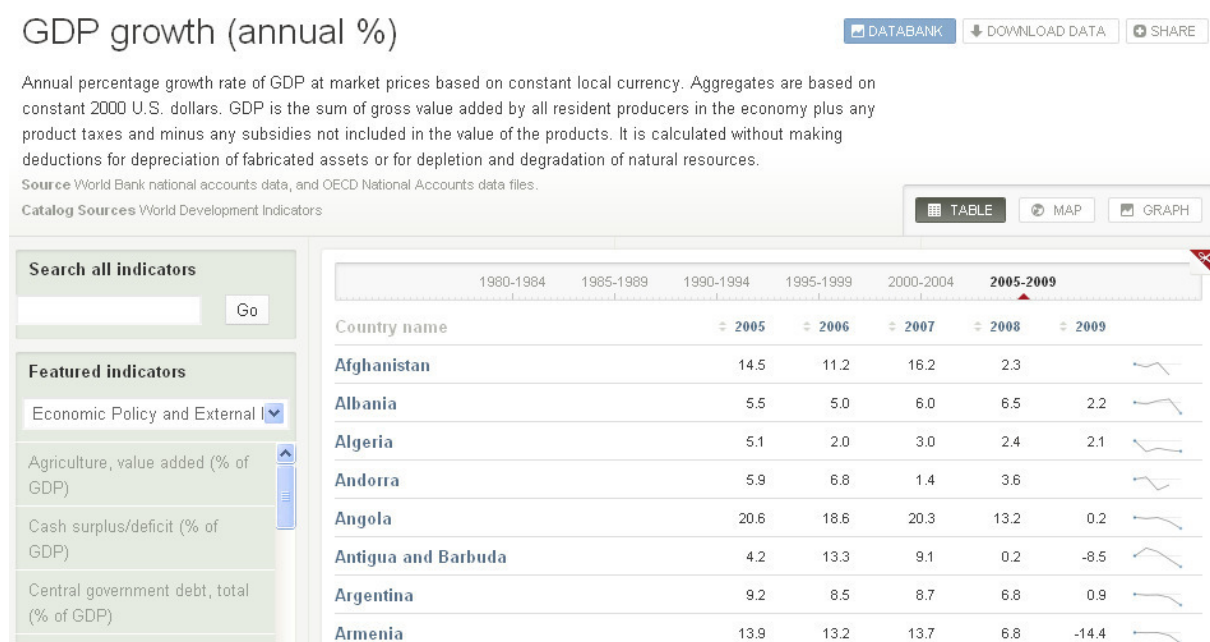 GDP growth (annual %)
DATABANK DOWNLOAD DATA SHARE
Annual percentage growth rate of GDP at market prices based on constant local currency. Aggregates are based on
constant 2000 U.S. dollars. GDP is the sum of gross value added by all resident producers in the economy plus any
product taxes and minus any subsidies not included in the value of the products. It is calculated without making
deductions for depreciation of fabricated assets or for depletion and degradation of natural resources.
Source World Bank national accounts data, and OECD National Accounts data files.
Catalog Sources World Development Indicators
TABLE MAP GRAPH
Search all indicators
Go
Featured indicators
Economic Policy and External
Agriculture, value added (% of
GDP)
Cash surplus/deficit (% of
GDP)
Central government debt, total
(% of GDP)
1980-1984 1985-1989 1990-1994 1995-1999 2000-2004 2005-2009
Country name 2005 2006 2007 2008 2009
Afghanistan 14.5 11.2 16.2 2.3
Albania 5.5 5.0 6.0 6.5 2.2
Algeria 5.1 2.0 3.0 2.4 2.1
Andorra 5.9 6.8 1.4 3.6
Angola 20.6 18.6 20.3 13.2 0.2
Antigua and Barbuda 4.2 13.3 9.1 0.2 -8.5
Argentina 9.2 8.5 8.7 6.8 0.9
Armenia 13.9 13.2 13.7 6.8 -14.4